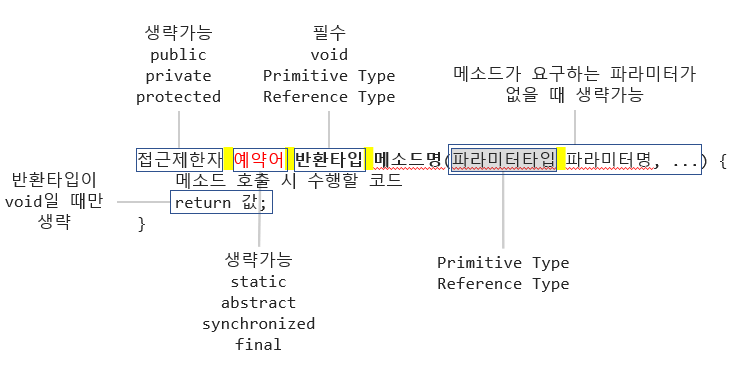 생략가능
public
private
protected
필수
void
Primitive Type
Reference Type
메소드가 요구하는 파라미터가
없을 때 생략가능
접근제한자 예약어 반환타입 메소드명(파라미터타입 파라미터명, ...) {
메소드 호출 시 수행할 코드
return 값;
}
반환타입이
void일 때만
생략
생략가능
static
abstract
synchronized
final
Primitive Type
Reference Type